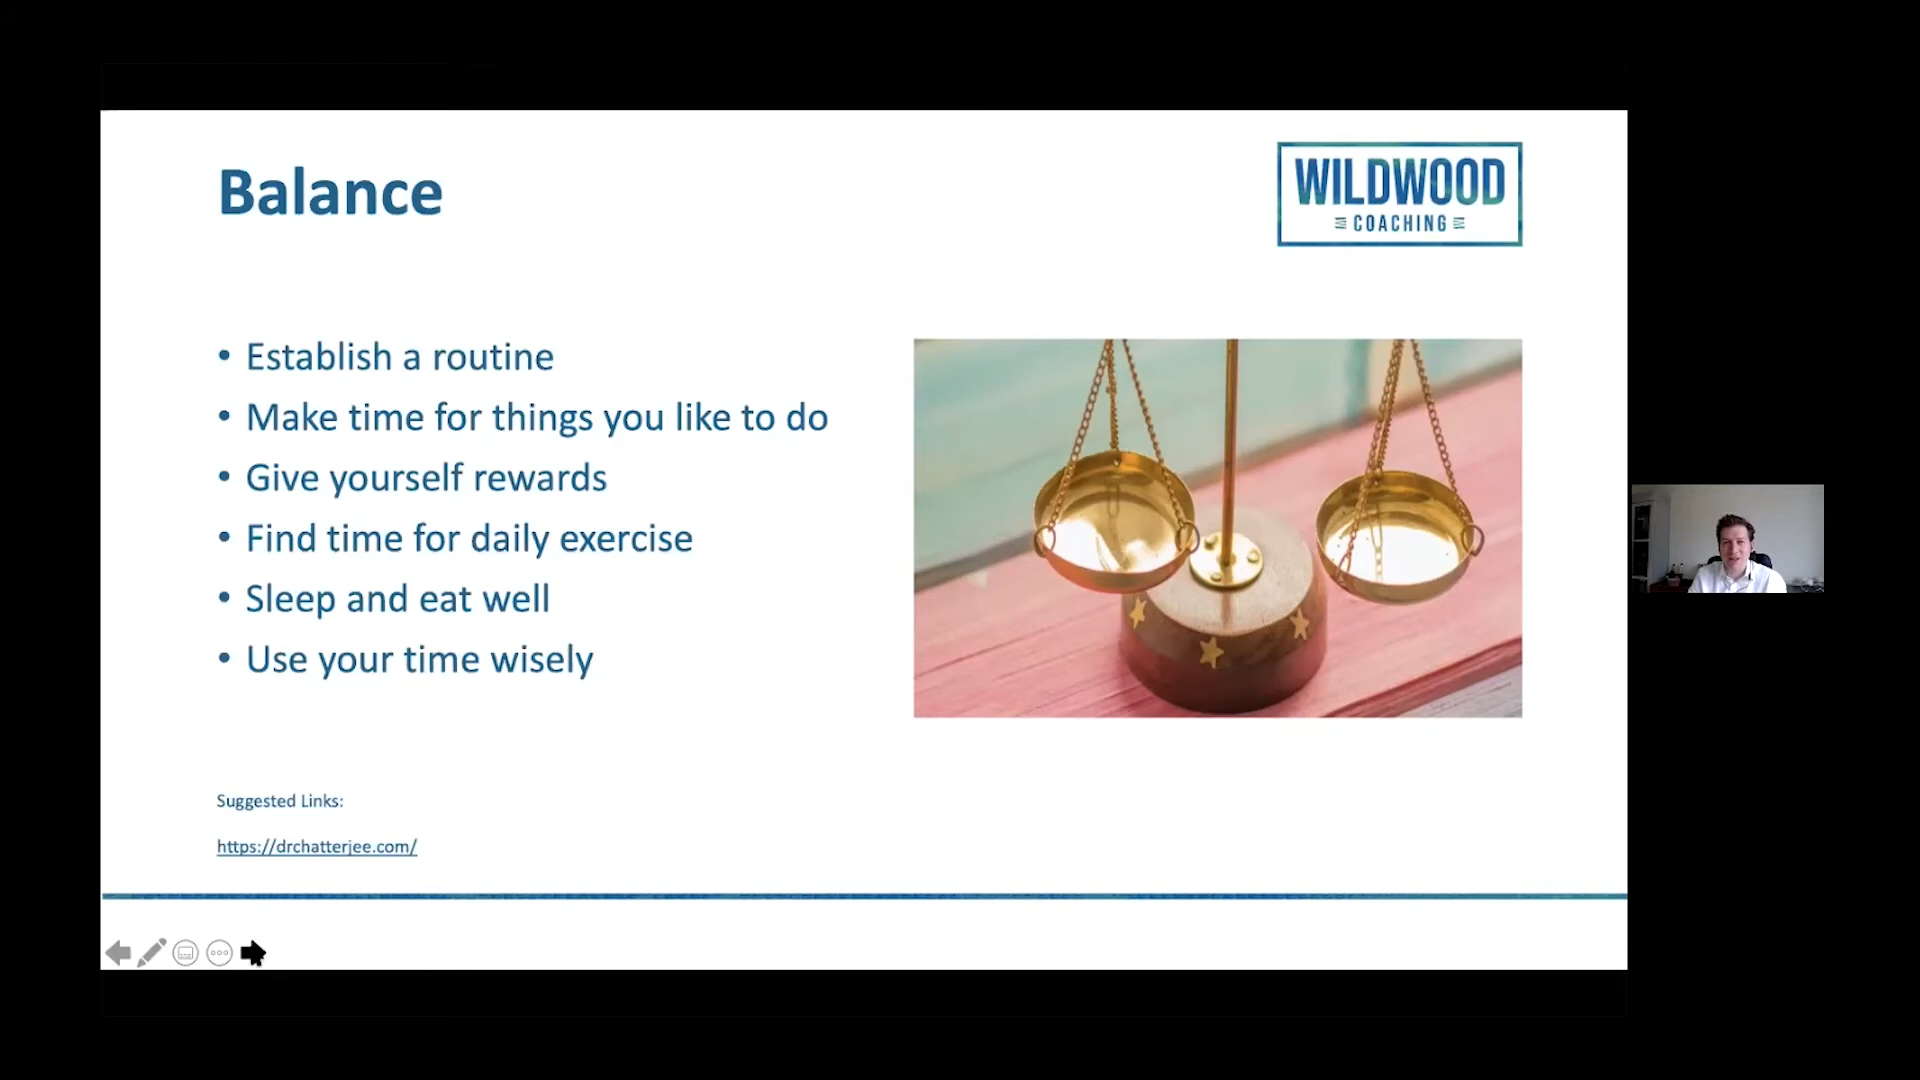 Balance
WILDWOOD
COACHING
• Establish a routine
• Make time for things you like to do
• Give yourself rewards
• Find time for daily exercise
• Sleep and eat well
• Use your time wisely
Suggested Links:
https://drchatterjee.com/